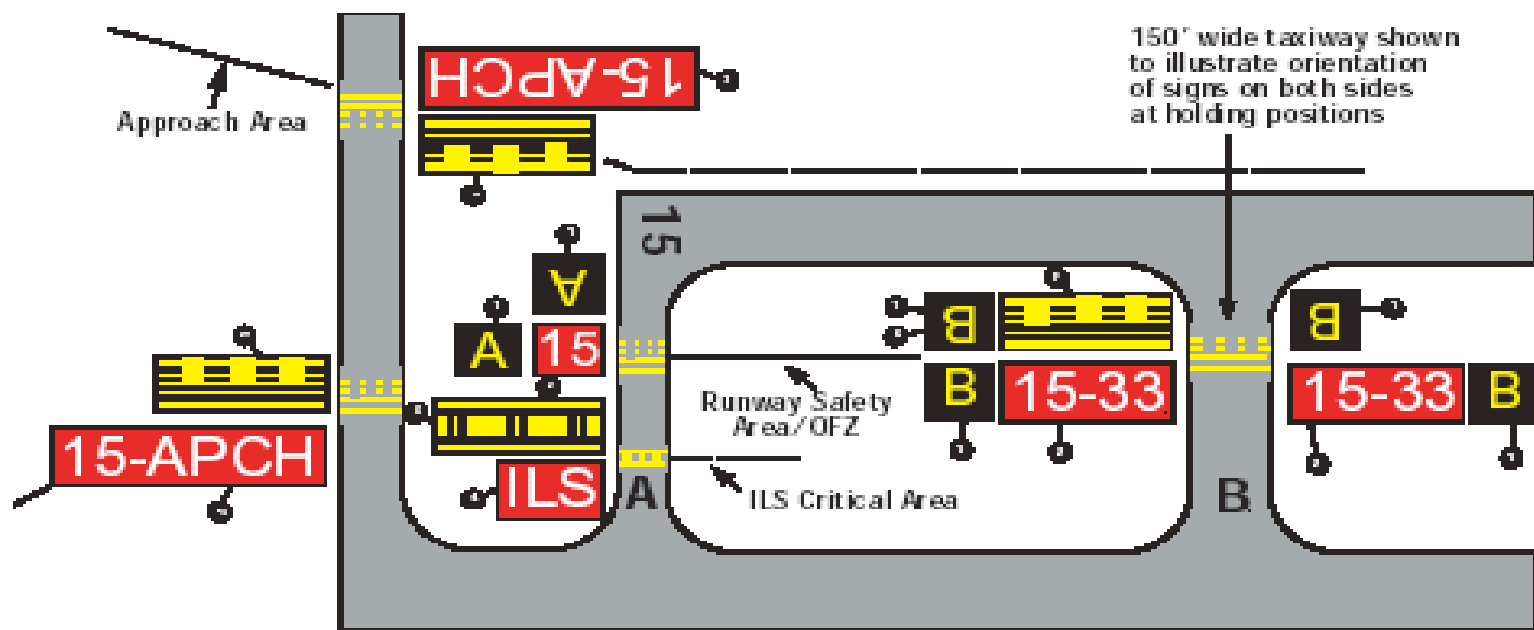 15-APCH
Approach Area
150' wide taxiway shown
to illustrate orientation
of signs on both sides
at holding positions
15
A
A
15
B
B
15-33
B
15-33
B
Runway Safety
Area/OFZ
15-APCH
ILS
A
ILS Critical Area
B